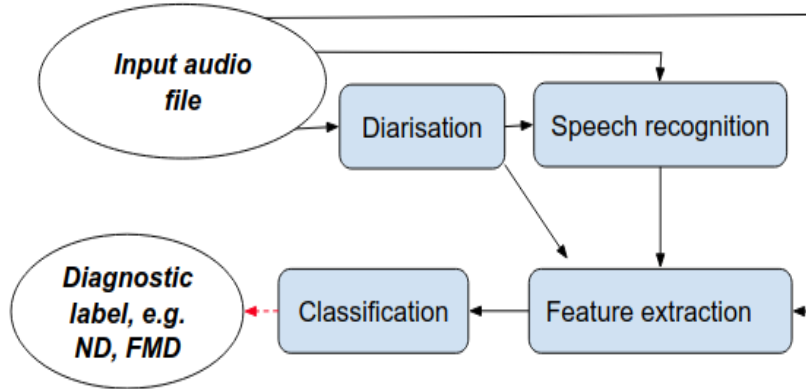 Input audio
file
Diarisation
Speech recognition
Diagnostic
label, e.g.
ND, FMD
Classification
Feature extraction